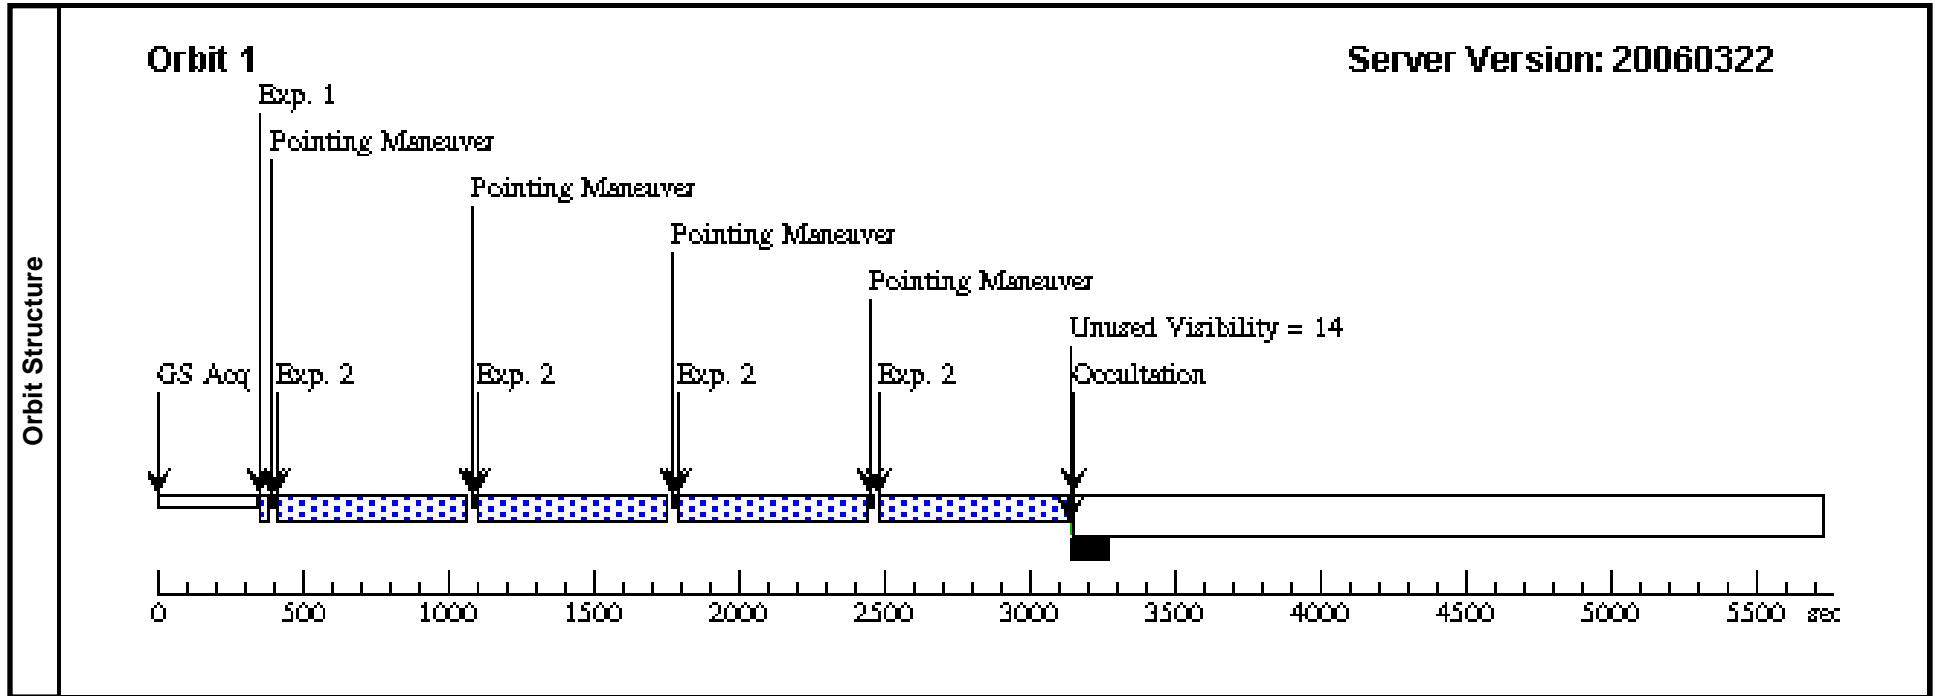 Orbit Structure
Orbit 1
Server Version: 20060322
Exp. 1
Pointing Maneuver
Pointing Maneuver
Pointing Maneuver
Pointing Maneuver
Unused Visibility = 14
GS Acq
Exp. 2
Exp. 2
Exp. 2
Exp. 2
Occultation
0 500 1000 1500 2000 2500 3000 3500 4000 4500 5000 5500 sec